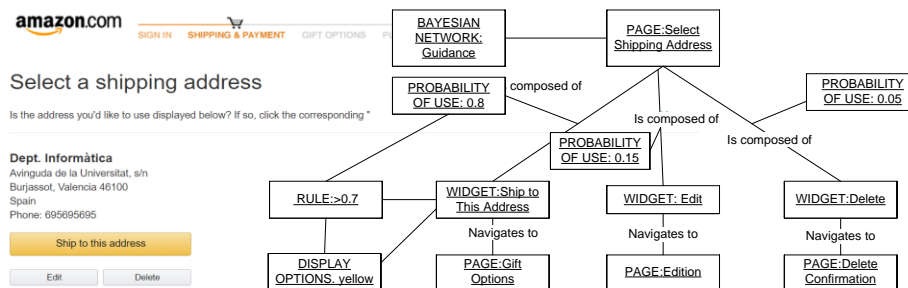 amazon.com
SIGN IN SHIPPING & PAYMENT GIFT OPTIONS
Select a shipping address
Is the address you'd like to use displayed below? If so, click the corresponding "
Dept. Informàtica
Avinguda de la Universitat, s/n
Burjassot, Valencia 46100
Spain
Phone: 695695695
Ship to this address
Edit Delete
BAYESIAN
NETWORK:
Guidance
PAGE:Select
Shipping Address
PROBABILITY
OF USE: 0.8
composed of
PROBABILITY
OF USE: 0.15
Is composed of
Is composed of
PROBABILITY
OF USE: 0.05
RULE:>0.7
WIDGET:Ship to
This Address
WIDGET: Edit
WIDGET:Delete
Navigates to
Navigates to
Navigates to
DISPLAY
OPTIONS. yellow
PAGE:Gift
Options
PAGE:Edition
PAGE:Delete
Confirmation